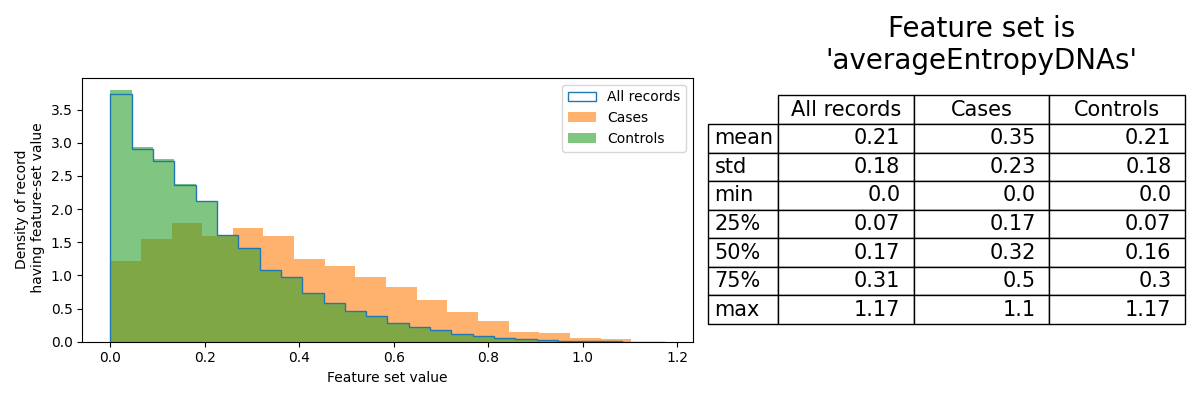 Feature set is
'averageEntropyDNAs'
Density of record
having feature-set value
3.5
3.0
2.5
2.0
1.5
1.0
0.5
0.0
0.0 0.2 0.4 0.6 0.8 1.0 1.2
Feature set value
All records
Cases
Controls
All records Cases Controls
mean 0.21 0.35 0.21
std 0.18 0.23 0.18
min 0.0 0.0 0.0
25% 0.07 0.17 0.07
50% 0.17 0.32 0.16
75% 0.31 0.5 0.3
max 1.17 1.1 1.17